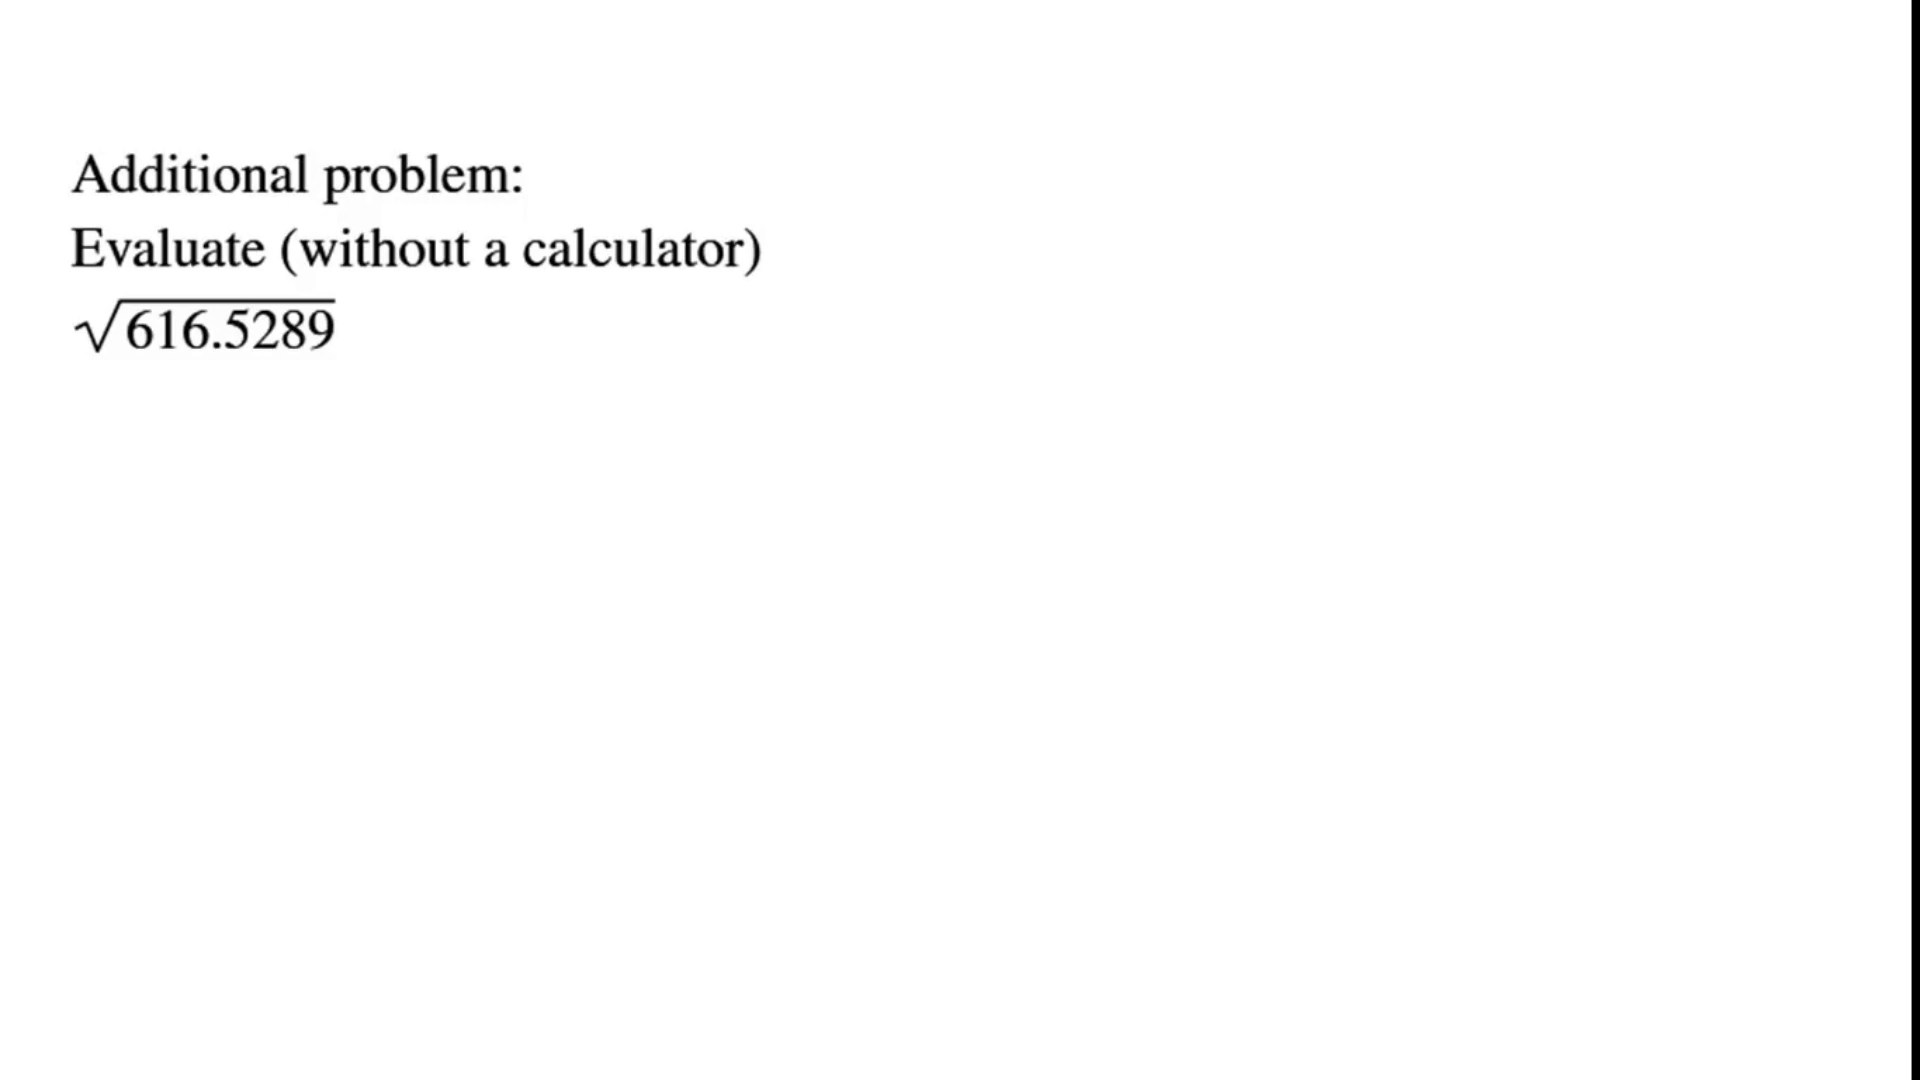 Additional problem:
Evaluate (without a calculator)
√616.5289